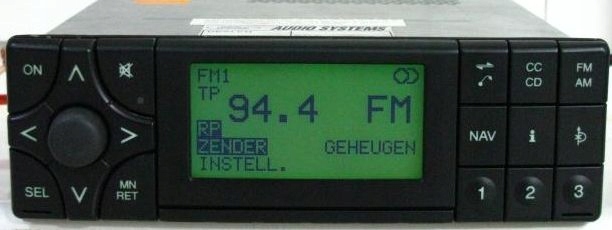 AUDIO SYSTEMS
ON
SEL
MN
RET
FM1
TP
94.4 FM
RP
ZENDER GEHEUGEN
INSTELL.
CC
CD
FM
AM
NAV
i
1
2
3